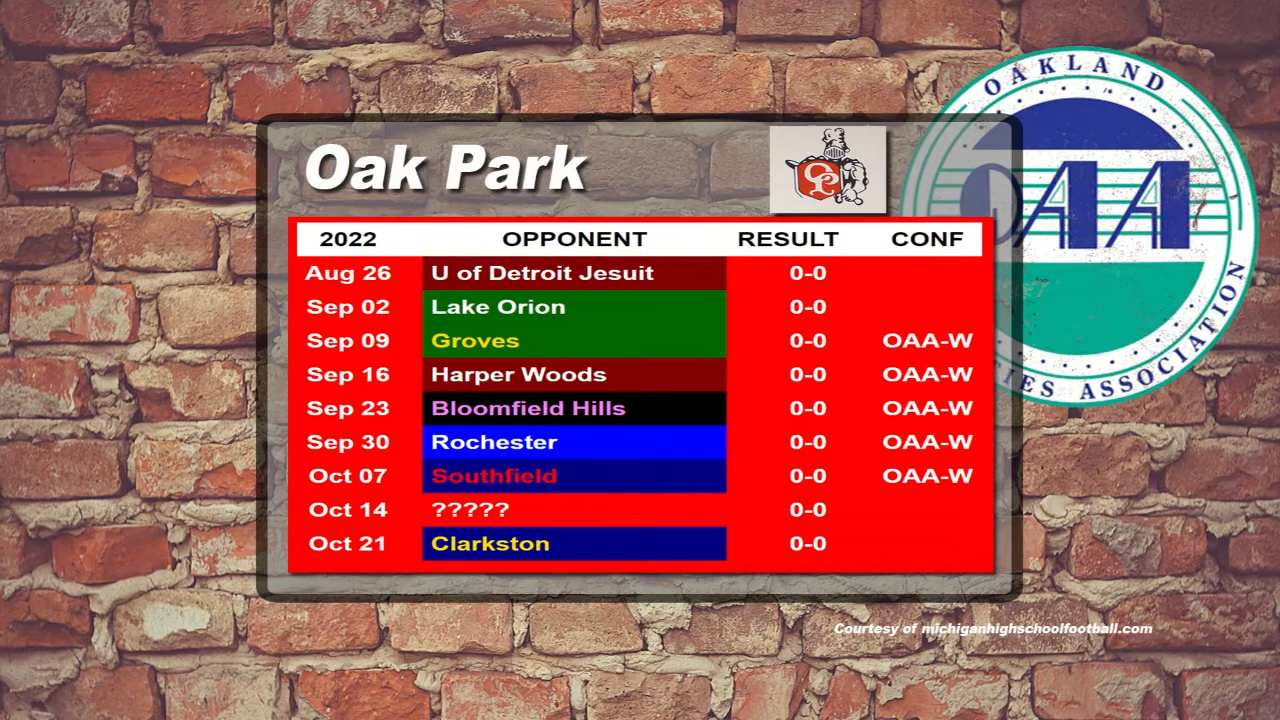 OAKLAND
Oak Park
OAA
2022 OPPONENT RESULT CONF
Aug 26 U of Detroit Jesuit 0-0
Sep 02 Lake Orion 0-0
Sep 09 Groves 0-0 OAA-W
Sep 16 Harper Woods 0-0 OAA-W
Sep 23 Bloomfield Hills 0-0 OAA-W
Sep 30 Rochester 0-0 OAA-W
Oct 07 Southfield 0-0 OAA-W
Oct 14 ????? 0-0
Oct 21 Clarkston 0-0
IES ASSOCIATION
Courtesy of michiganhighschoolfootball.com